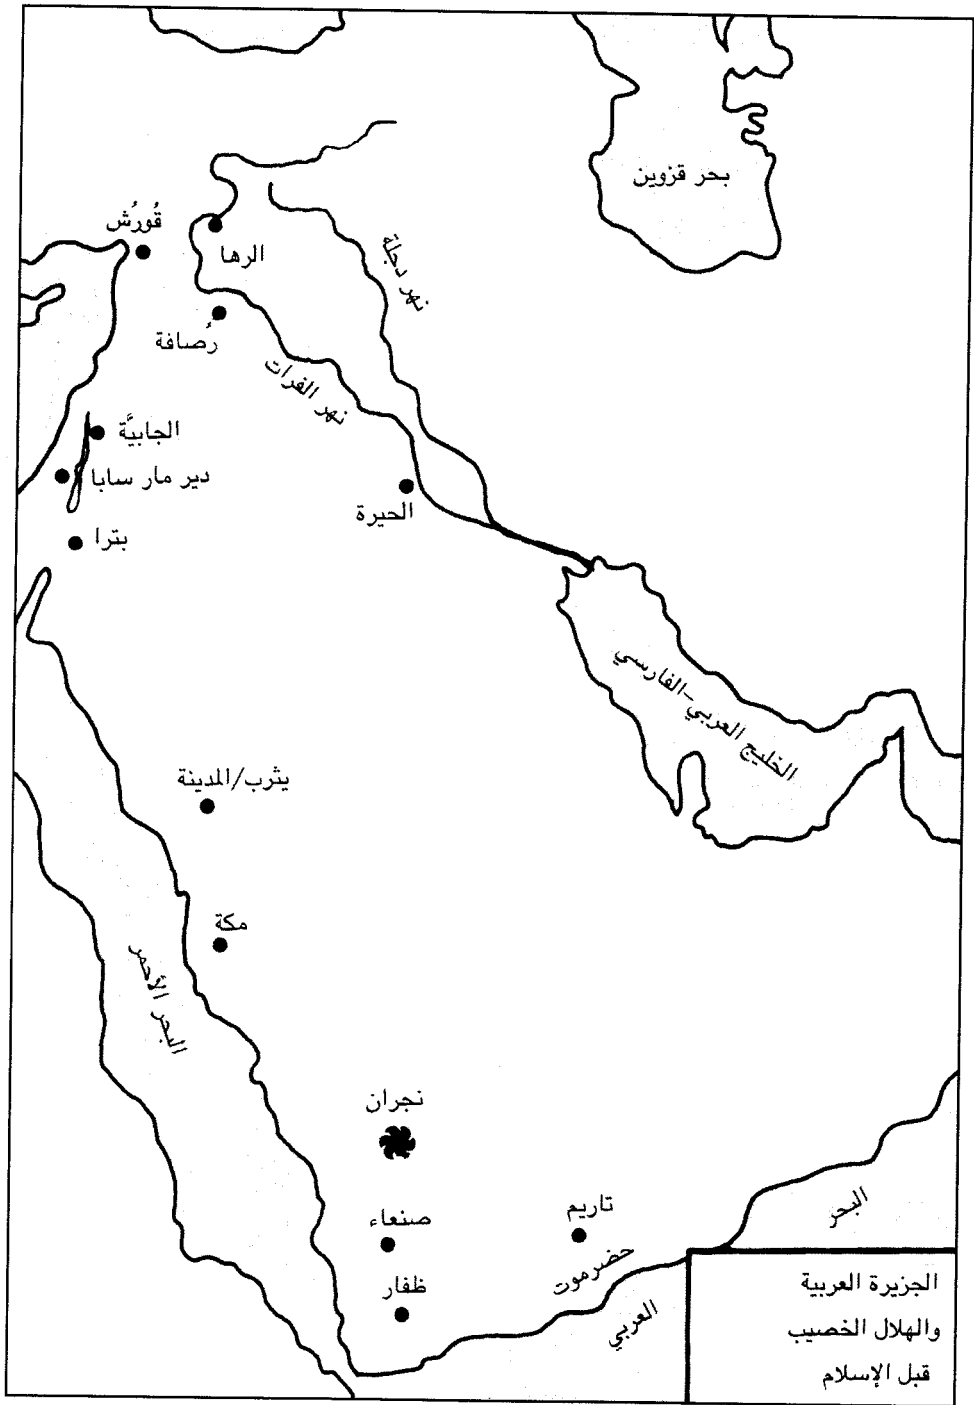 بحر قزوين
قُورُش
الرها
نهر دجلة
رُصافة
نهر الفرات
الجابيَّة
دير مار سابا
الحيرة
بترا
الخليج العربي-الفارسي
يثرب/المدينة
مكة
البحر الأحمر
نجران
صنعاء
تاريم
حضرموت
ظفار
البحر
العربي
الجزيرة العربية
والهلال الخصيب
قبل الإسلام